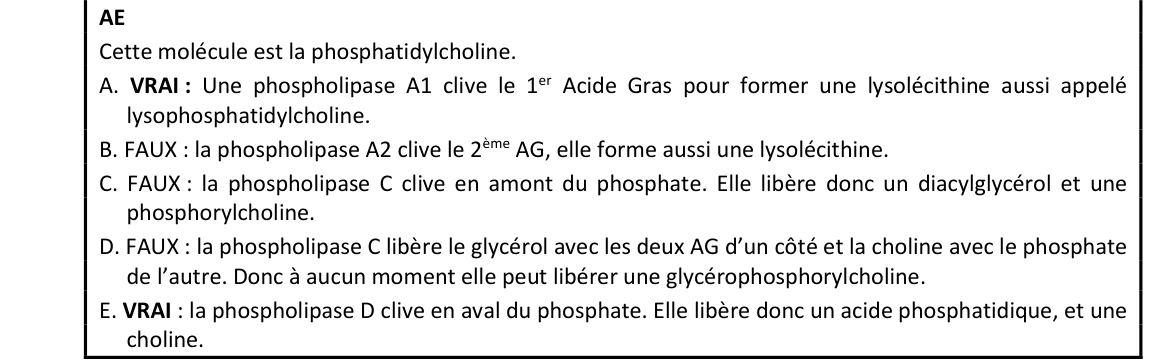 AE
Cette molécule est la phosphatidylcholine.
A. VRAI : Une phospholipase A1 clive le 1er Acide Gras pour former une lysolécithine aussi appelé
lysophosphatidylcholine.
B. FAUX : la phospholipase A2 clive le 2ème AG, elle forme aussi une lysolécithine.
C. FAUX : la phospholipase C clive en amont du phosphate. Elle libère donc un diacylglycérol et une
phosphorylcholine.
D. FAUX : la phospholipase C libère le glycérol avec les deux AG d’un côté et la choline avec le phosphate
de l’autre. Donc à aucun moment elle peut libérer une glycérophosphorylcholine.
E. VRAI : la phospholipase D clive en aval du phosphate. Elle libère donc un acide phosphatidique, et une
choline.